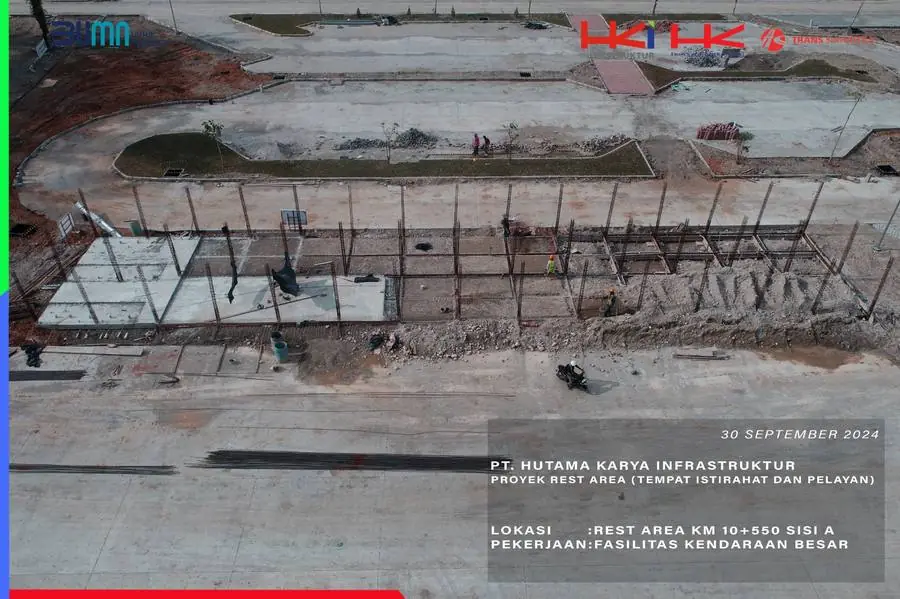 BUMN
HKi HK TRANS
30 SEPTEMBER 2024
PT. HUTAMA KARYA INFRASTRUKTUR
PROYEK REST AREA (TEMPAT ISTIRAHAT DAN PELAYAN)
LOKASI :REST AREA KM 10+550 SISI A
PEKERJAAN:FASILITAS KENDARAAN BESAR